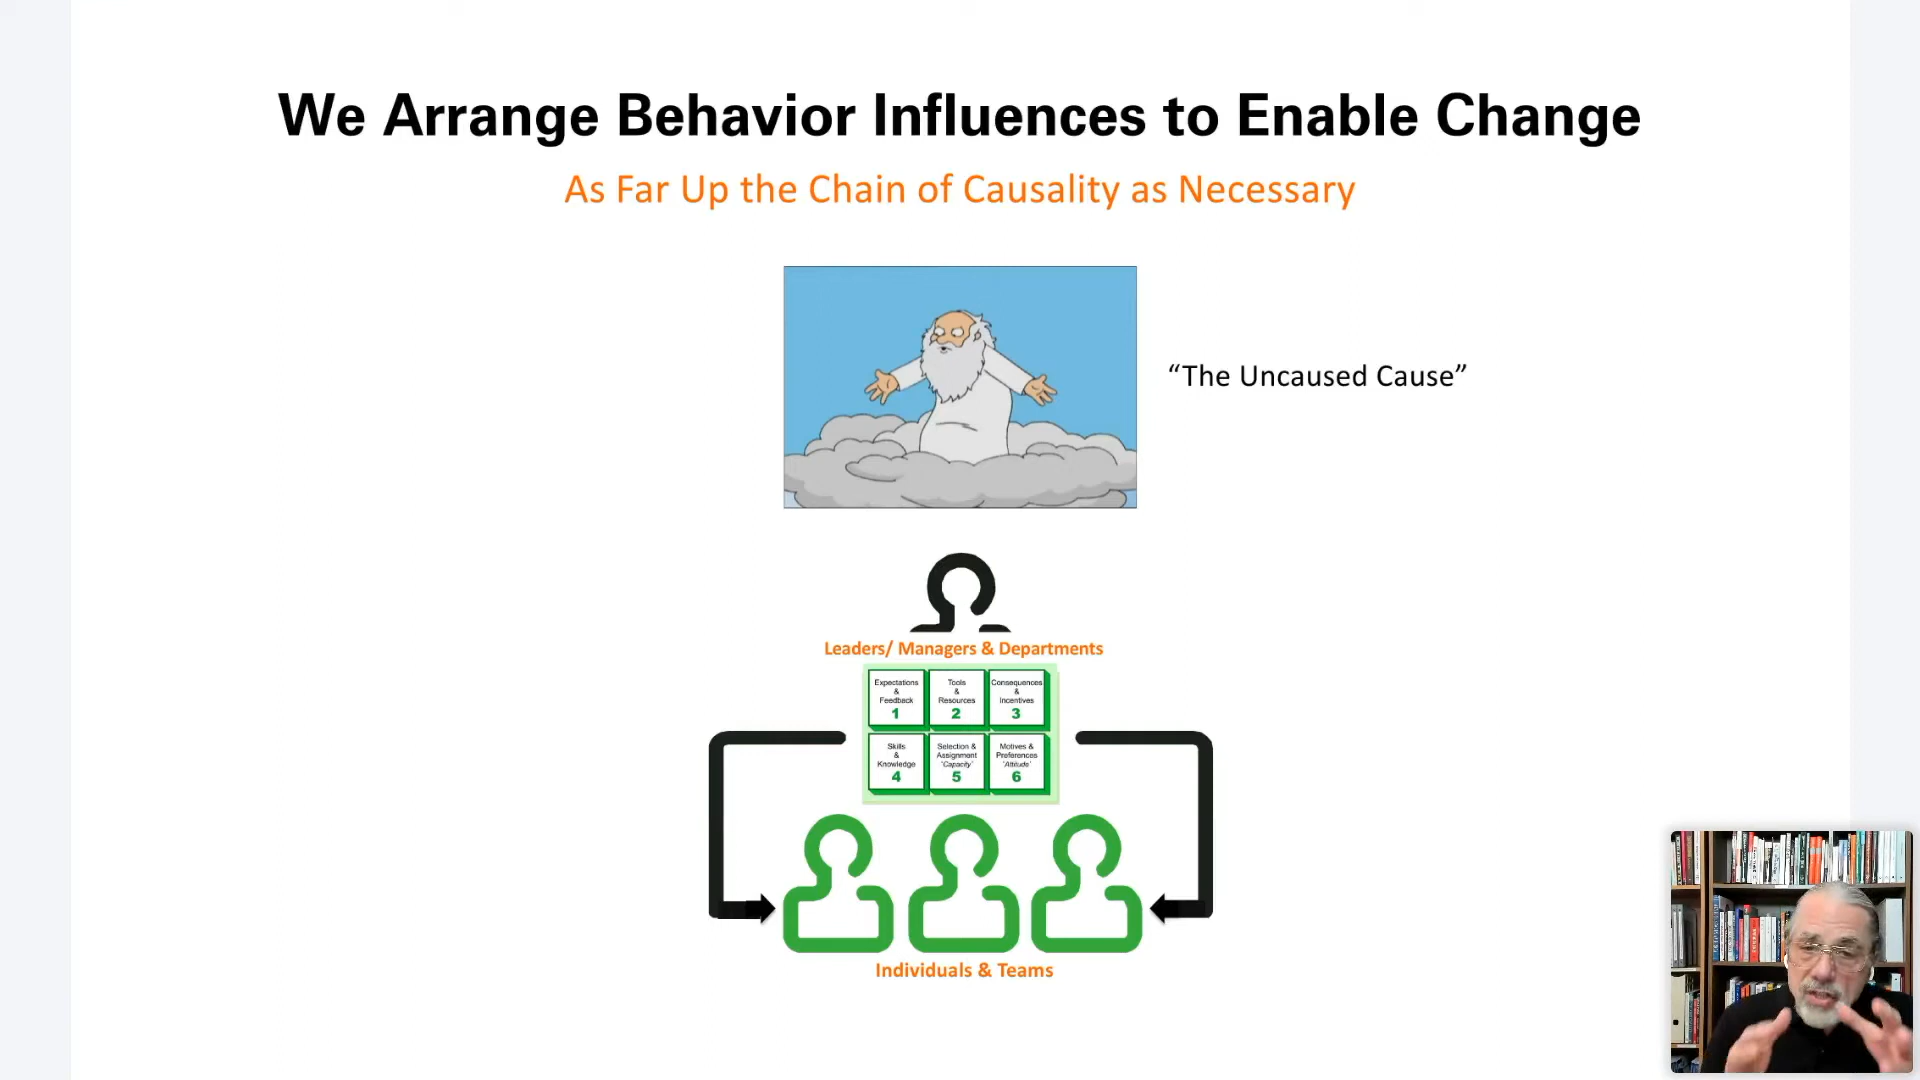 We Arrange Behavior Influences to Enable Change
As Far Up the Chain of Causality as Necessary
“The Uncaused Cause”
Leaders/ Managers & Departments
Expectations
&
Feedback
1
Tools
&
Resources
2
Consequences
&
Incentives
3
Skills
&
Knowledge
4
Selection &
Assignment
"Capacity"
5
Motives &
Preferences
"Attitude"
6
Individuals & Teams